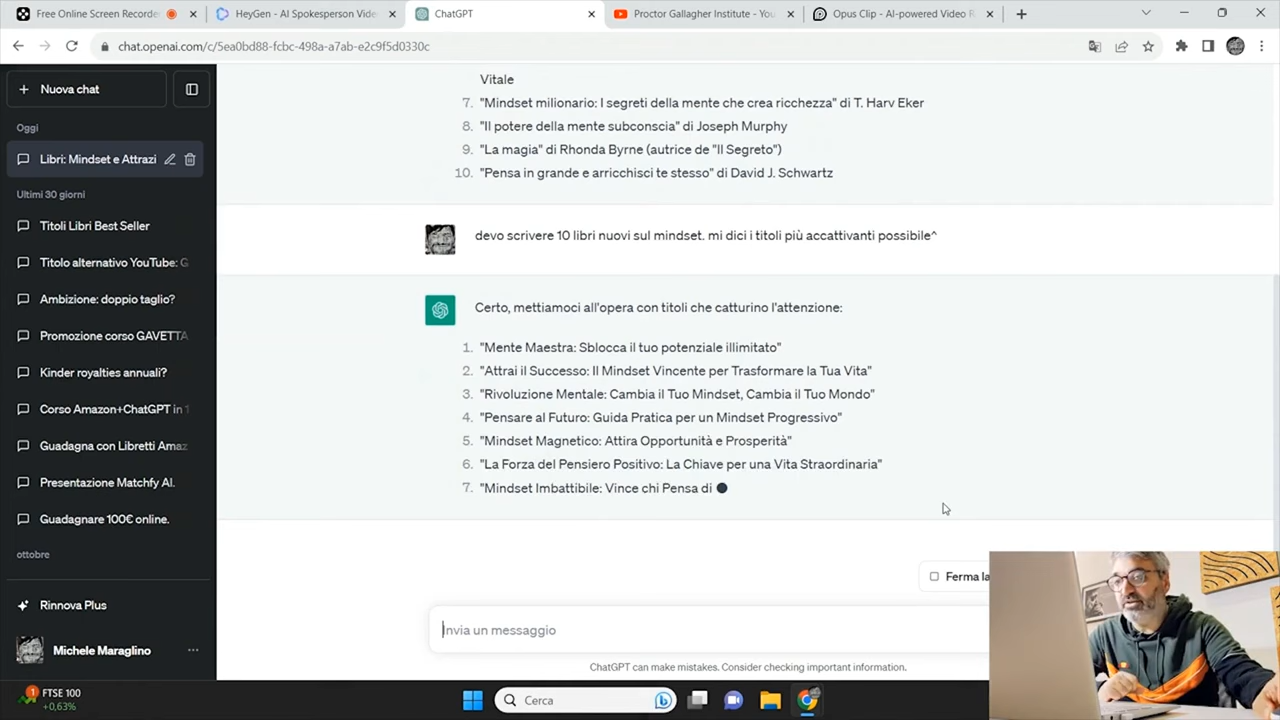 Free Online Screen Recorde
HeyGen - AI Spokesperson Vide
ChatGPT
Proctor Gallagher Institute - You
Opus Clip - AI-powered Video R
chat.openai.com/c/5ea0bd88-fcbc-498a-a7ab-e2c9f5d0330c
Nuova chat
Oggi
Libri: Mindset e Attrazi
Ultimi 30 giorni
Titoli Libri Best Seller
Titolo alternativo YouTube: G
Ambizione: doppio taglio?
Promozione corso GAVETTA
Kinder royalties annuali?
Corso Amazon+ChatGPT in 1
Guadagna con Libretti Amaz
Presentazione Matchfy AI.
Guadagnare 100€ online.
ottobre
Rinnova Plus
Michele Maraglino
Vitale
7. "Mindset milionario: I segreti della mente che crea ricchezza" di T. Harv Eker
8. "Il potere della mente subconscia" di Joseph Murphy
9. "La magia" di Rhonda Byrne (autrice de "Il Segreto")
10. "Pensa in grande e arricchisci te stesso" di David J. Schwartz
devo scrivere 10 libri nuovi sul mindset. mi dici i titoli più accattivanti possibile^
Certo, mettiamoci all'opera con titoli che catturino l'attenzione:
1. "Mente Maestra: Sblocca il tuo potenziale illimitato"
2. "Attrai il Successo: Il Mindset Vincente per Trasformare la Tua Vita"
3. "Rivoluzione Mentale: Cambia il Tuo Mindset, Cambia il Tuo Mondo"
4. "Pensare al Futuro: Guida Pratica per un Mindset Progressivo"
5. "Mindset Magnetico: Attira Opportunità e Prosperità"
6. "La Forza del Pensiero Positivo: La Chiave per una Vita Straordinaria"
7. "Mindset Imbattibile: Vince chi Pensa di
Ferma la
Invia un messaggio
ChatGPT can make mistakes. Consider checking important information.
1
FTSE 100
+0,63%
Cerca